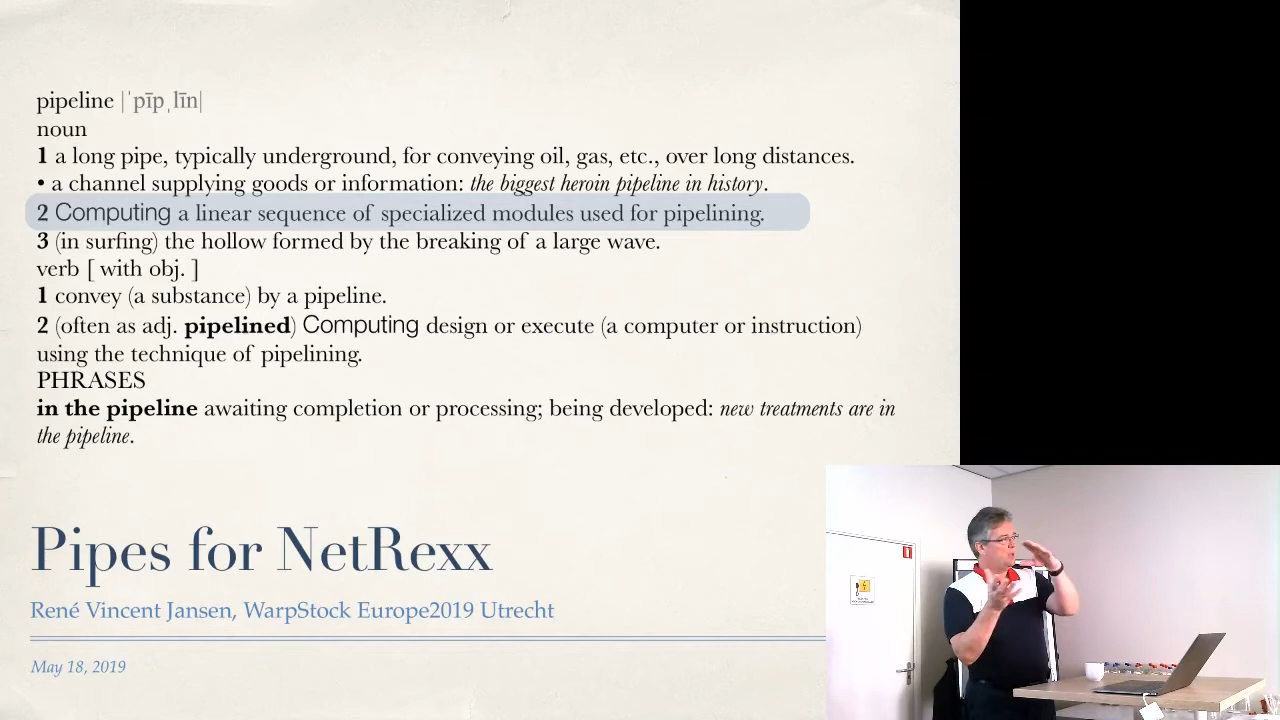 pipeline |ˈpīpˌlīn|
noun
1 a long pipe, typically underground, for conveying oil, gas, etc., over long distances.
• a channel supplying goods or information: the biggest heroin pipeline in history.
2 Computing a linear sequence of specialized modules used for pipelining.
3 (in surfing) the hollow formed by the breaking of a large wave.
verb [ with obj. ]
1 convey (a substance) by a pipeline.
2 (often as adj. pipelined) Computing design or execute (a computer or instruction)
using the technique of pipelining.
PHRASES
in the pipeline awaiting completion or processing; being developed: new treatments are in
the pipeline.
Pipes for NetRexx
René Vincent Jansen, WarpStock Europe2019 Utrecht
May 18, 2019